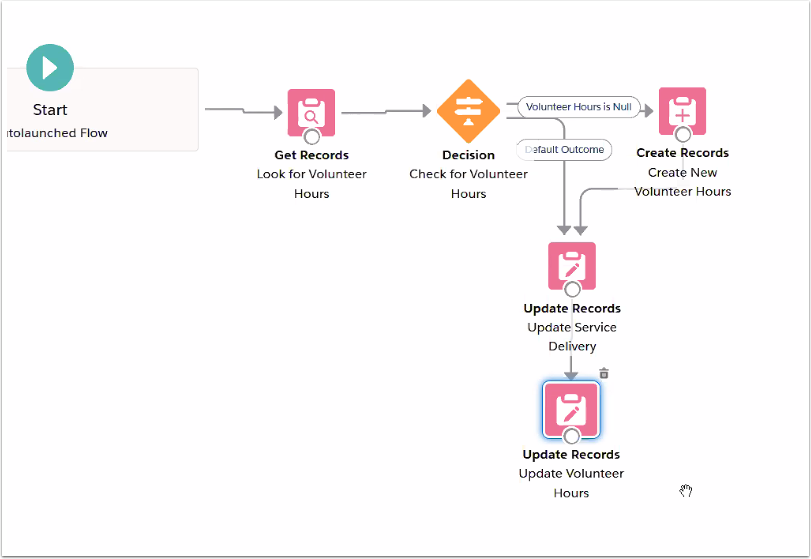 Start
utolaunched Flow
Get Records
Look for Volunteer
Hours
Decision
Check for Volunteer
Hours
Volunteer Hours is Null
Default Outcome
Create Records
Create New
Volunteer Hours
Update Records
Update Service
Delivery
Update Records
Update Volunteer
Hours